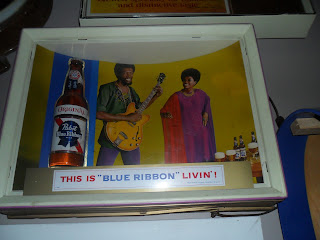 ORIGINAL
Pabst
Blue Ribbon
THIS IS "BLUE RIBBON" LIVIN'!